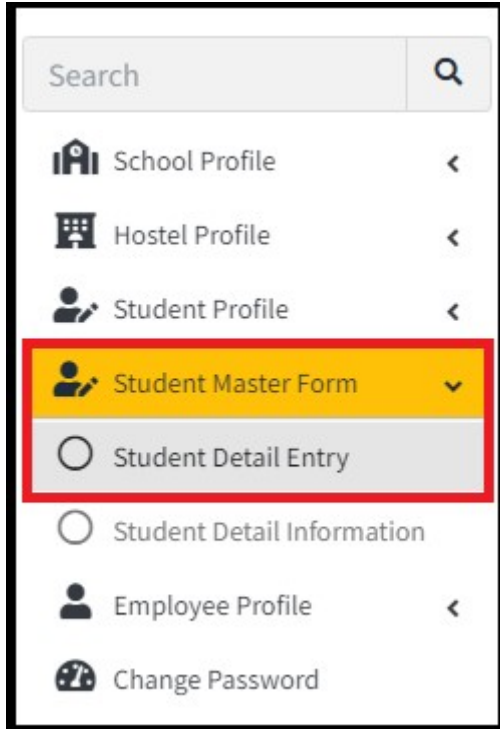 Search
School Profile
Hostel Profile
Student Profile
Student Master Form
Student Detail Entry
Student Detail Information
Employee Profile
Change Password